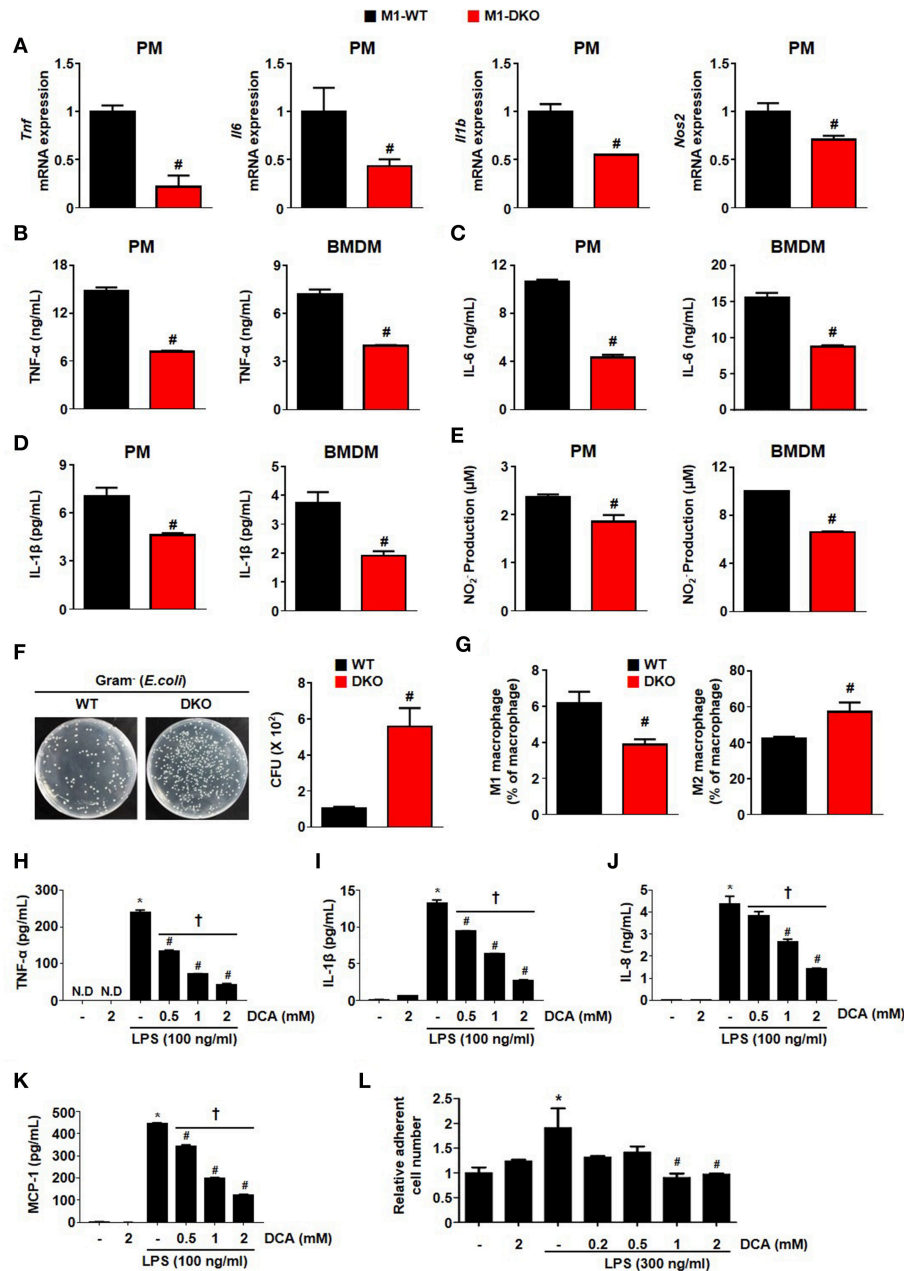 M1-WT M1-DKO
A PM PM PM PM
Tnf
mRNA expression
1.5
1
0.5
0
#
Il6
mRNA expression
1.5
1
0.5
0
#
Il1b
mRNA expression
1.5
1
0.5
0
#
Nos2
mRNA expression
1.5
1
0.5
0
#
B PM BMDM
TNF-α (ng/mL)
18
12
6
0
#
TNF-α (ng/mL)
9
6
3
0
#
C PM BMDM
IL-6 (ng/mL)
12
8
4
0
#
IL-6 (ng/mL)
20
15
10
5
0
#
D PM BMDM
IL-1β (pg/mL)
9
6
3
0
#
IL-1β (pg/mL)
5
4
3
2
1
0
#
E PM BMDM
NO2- Production (μM)
3
2
1
0
#
NO2- Production (μM)
12
8
4
0
#
F
Gram- (E.coli)
WT DKO
WT
DKO
CFU (X 10²)
8
6
4
2
0
#
G
WT
DKO
M1 macrophage
(% of macrophage)
8
6
4
2
0
#
M2 macrophage
(% of macrophage)
80
60
40
20
0
#
H
TNF-α (pg/mL)
300
200
100
0
N.D N.D * # # # †
- 2 - 0.5 1 2 DCA (mM)
LPS (100 ng/ml)
I
IL-1β (pg/mL)
15
10
5
0
* # # # †
- 2 - 0.5 1 2 DCA (mM)
LPS (100 ng/ml)
J
IL-8 (ng/mL)
5
4
3
2
1
0
* # # †
- 2 - 0.5 1 2 DCA (mM)
LPS (100 ng/ml)
K
MCP-1 (pg/mL)
500
400
300
200
100
0
* # # # †
- 2 - 0.5 1 2 DCA (mM)
LPS (100 ng/ml)
L
Relative adherent
cell number
2.5
2
1.5
1
0.5
0
* # #
- 2 - 0.2 0.5 1 2 DCA (mM)
LPS (300 ng/ml)